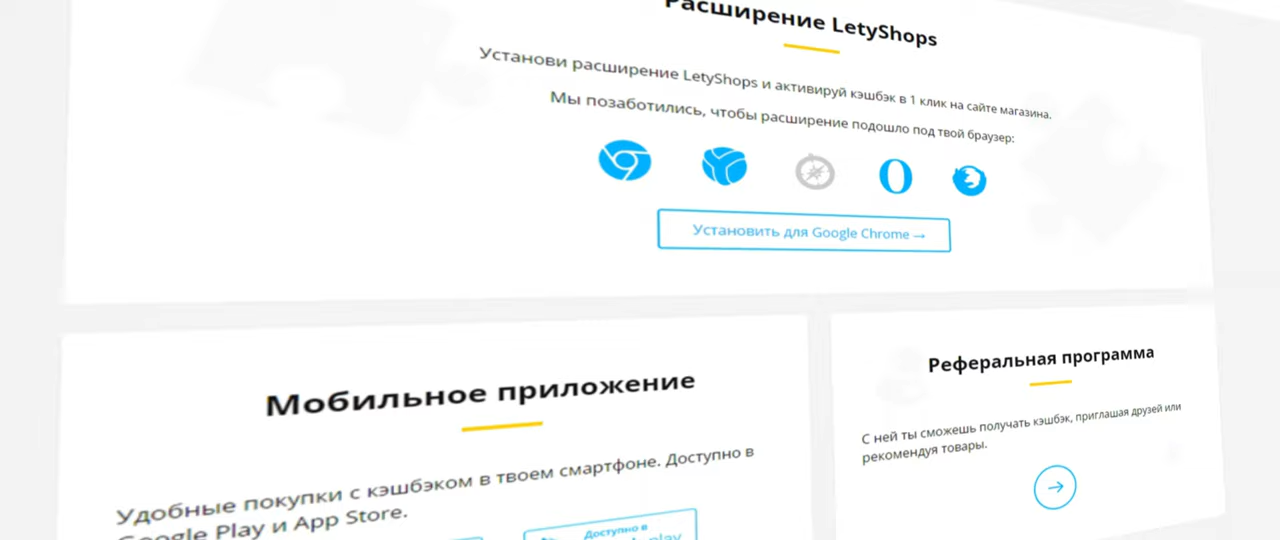 Расширение LetyShops
Установи расширение LetyShops и активируй кэшбэк в 1 клик на сайте магазина.
Мы позаботились, чтобы расширение подошло под твой браузер:
Установить для Google Chrome →
Мобильное приложение
Удобные покупки с кэшбэком в твоем смартфоне. Доступно в
Google Play и App Store.
Доступно в
Реферальная программа
С ней ты сможешь получать кэшбэк, приглашая друзей или
рекомендуя товары.